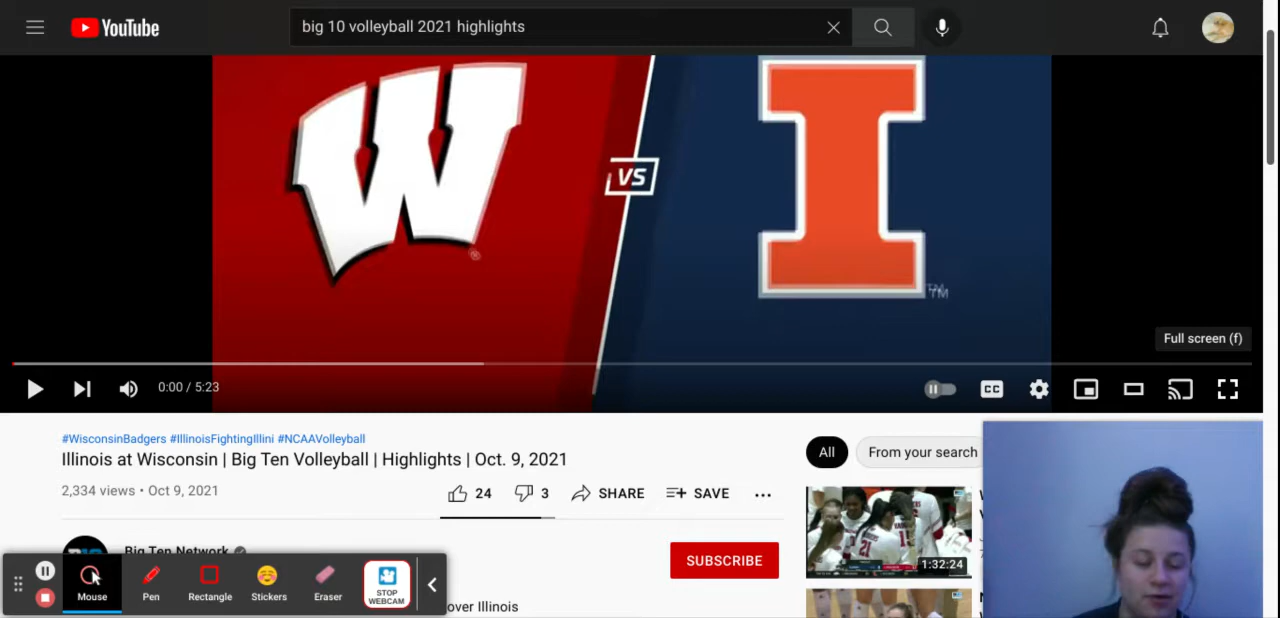 YouTube
big 10 volleyball 2021 highlights
W
VS
I
TM
TM
Full screen (f)
0:00 / 5:23
CC
#WisconsinBadgers #IllinoisFightingIllini #NCAAVolleyball
Illinois at Wisconsin | Big Ten Volleyball | Highlights | Oct. 9, 2021
2,334 views • Oct 9, 2021
24
3
SHARE
SAVE
All
From your search
Big Ten Network
SUBSCRIBE
21
1:32:24
over Illinois
Mouse
Pen
Rectangle
Stickers
Eraser
STOP
WEBCAM